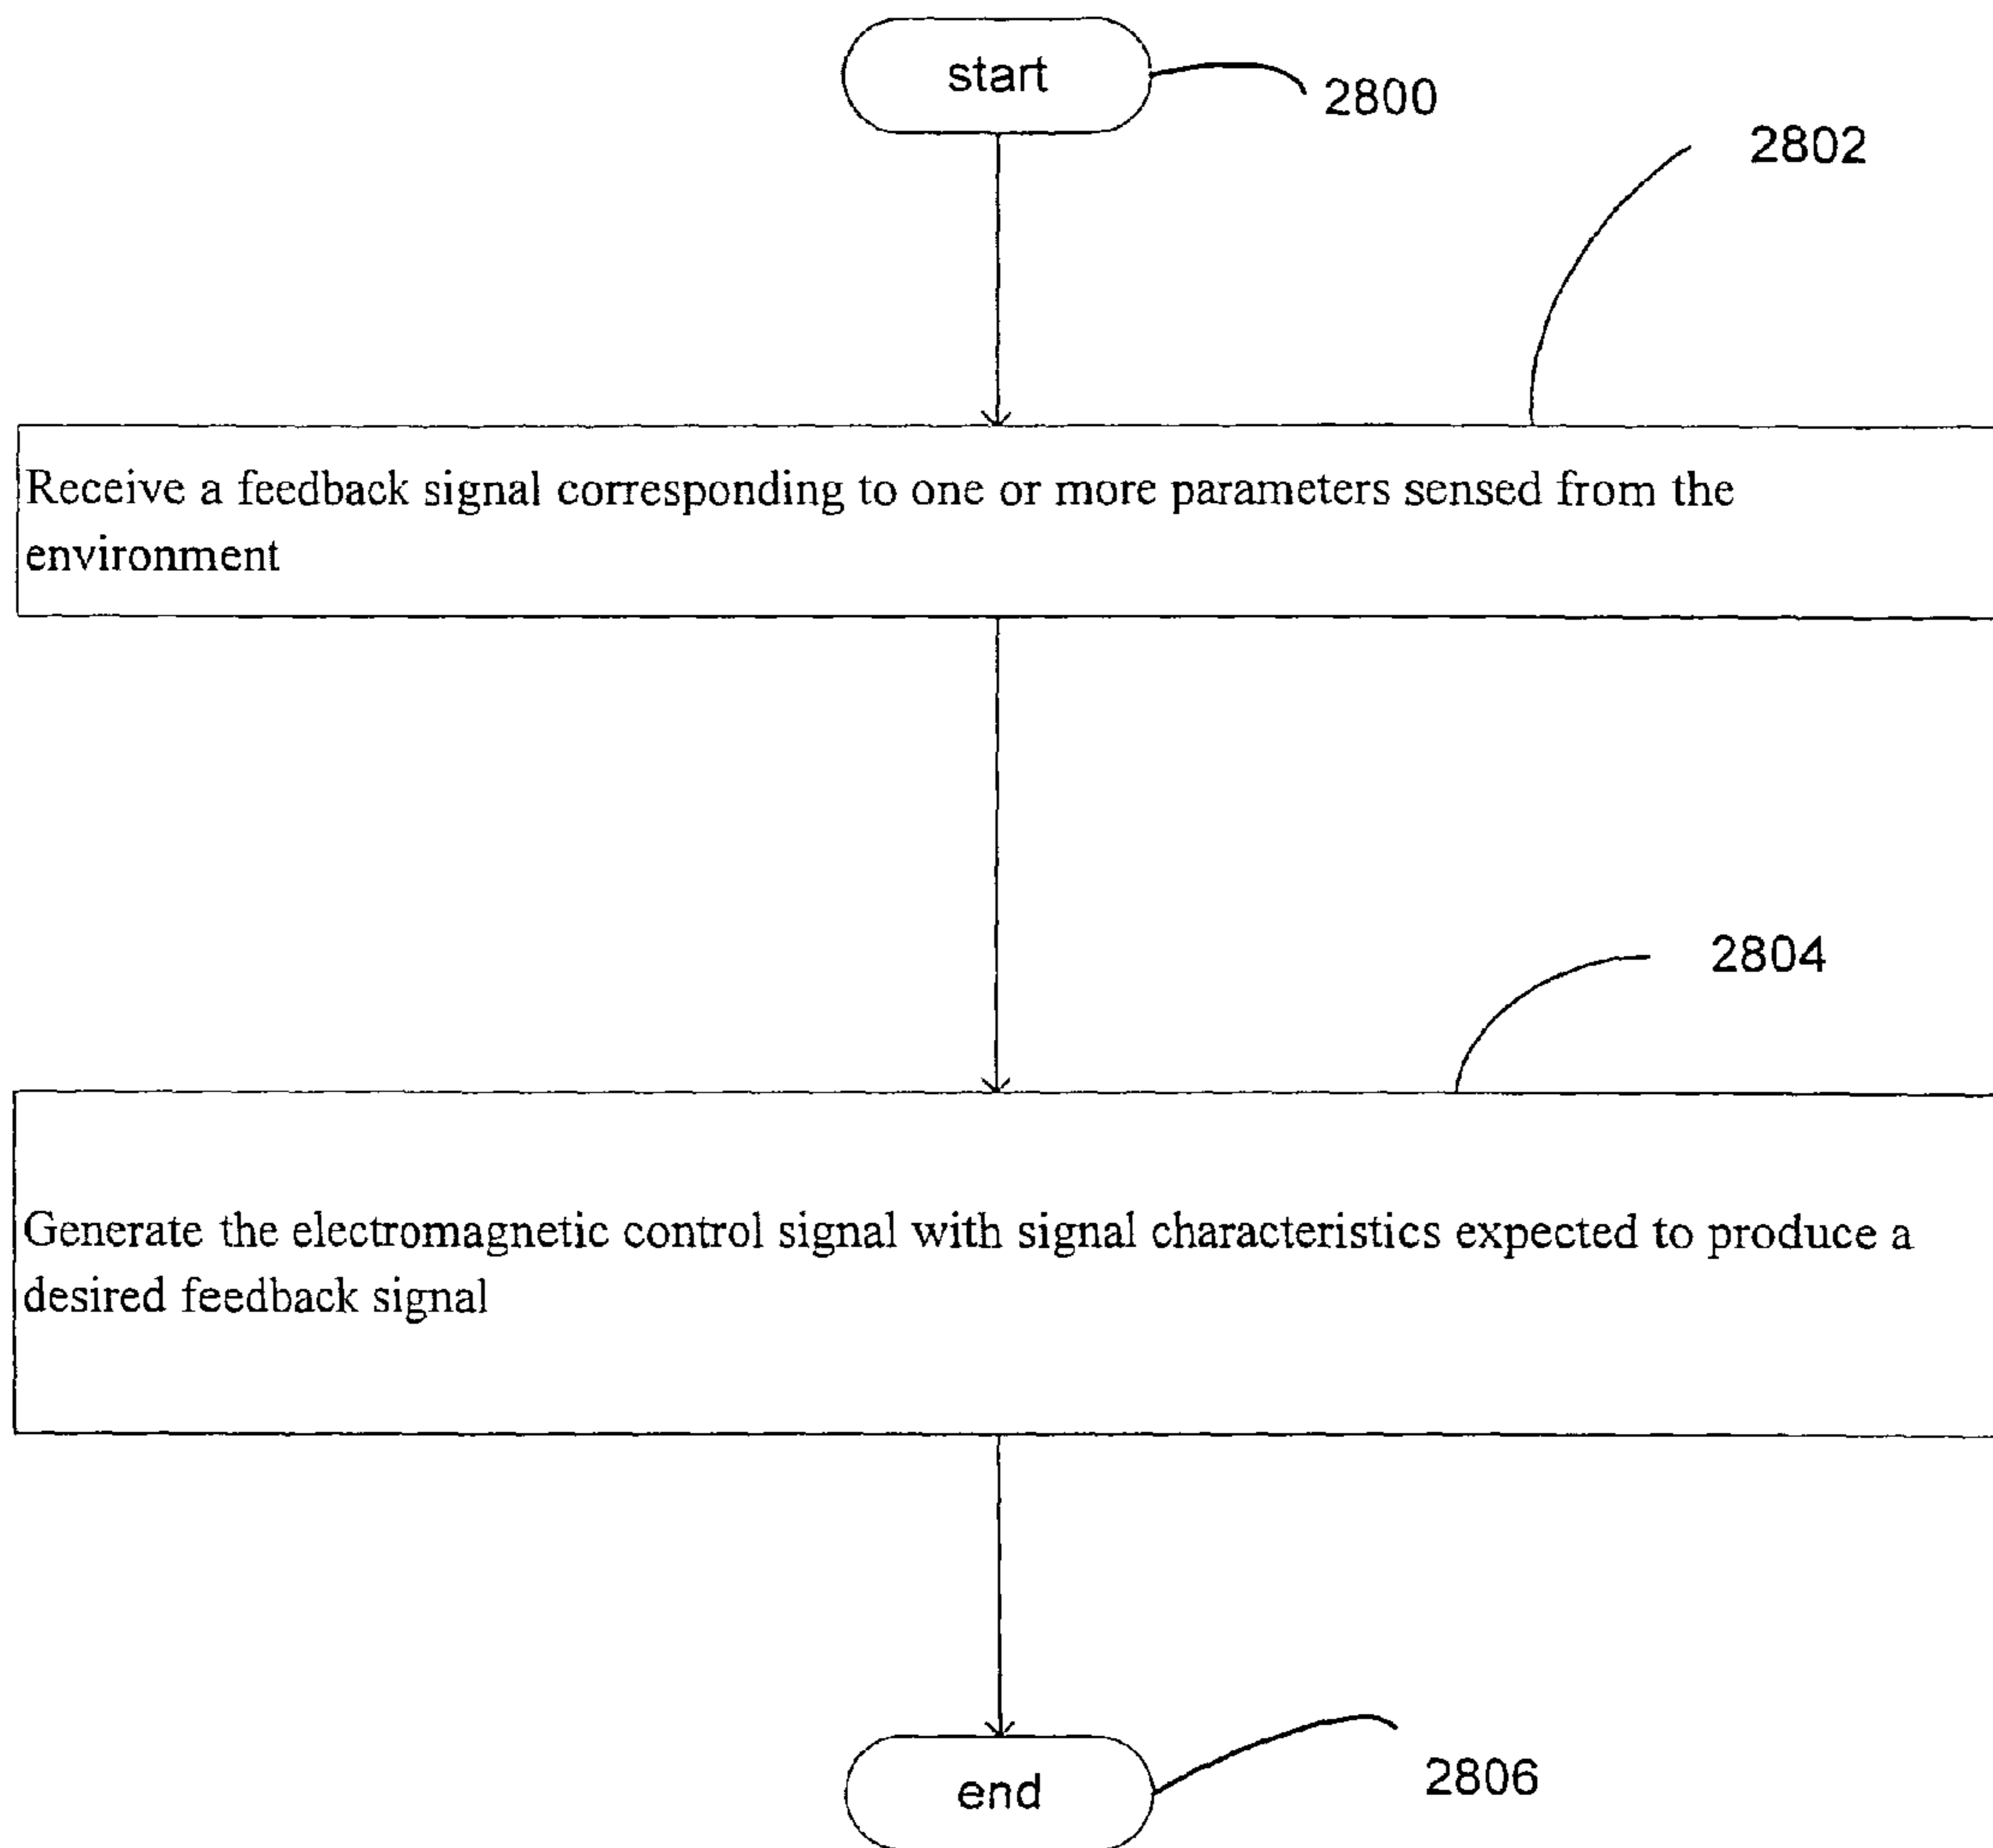 start
2800
2802
Receive a feedback signal corresponding to one or more parameters sensed from the
environment
2804
Generate the electromagnetic control signal with signal characteristics expected to produce a
desired feedback signal
end
2806